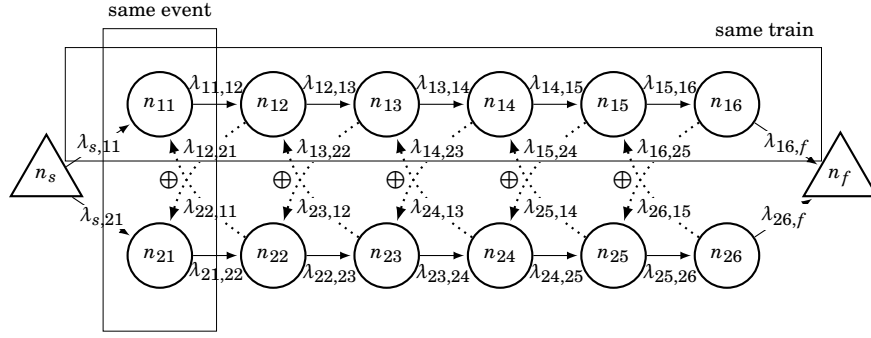 same event
same train
λ11,12 λ12,13 λ13,14 λ14,15 λ15,16
n11 n12 n13 n14 n15 n16
λs,11 λ12,21 λ13,22 λ14,23 λ15,24 λ16,25 λ16,f
ns ⊕ ⊕ ⊕ ⊕ ⊕ nf
λs,21 λ22,11 λ23,12 λ24,13 λ25,14 λ26,15 λ26,f
n21 n22 n23 n24 n25 n26
λ21,22 λ22,23 λ23,24 λ24,25 λ25,26